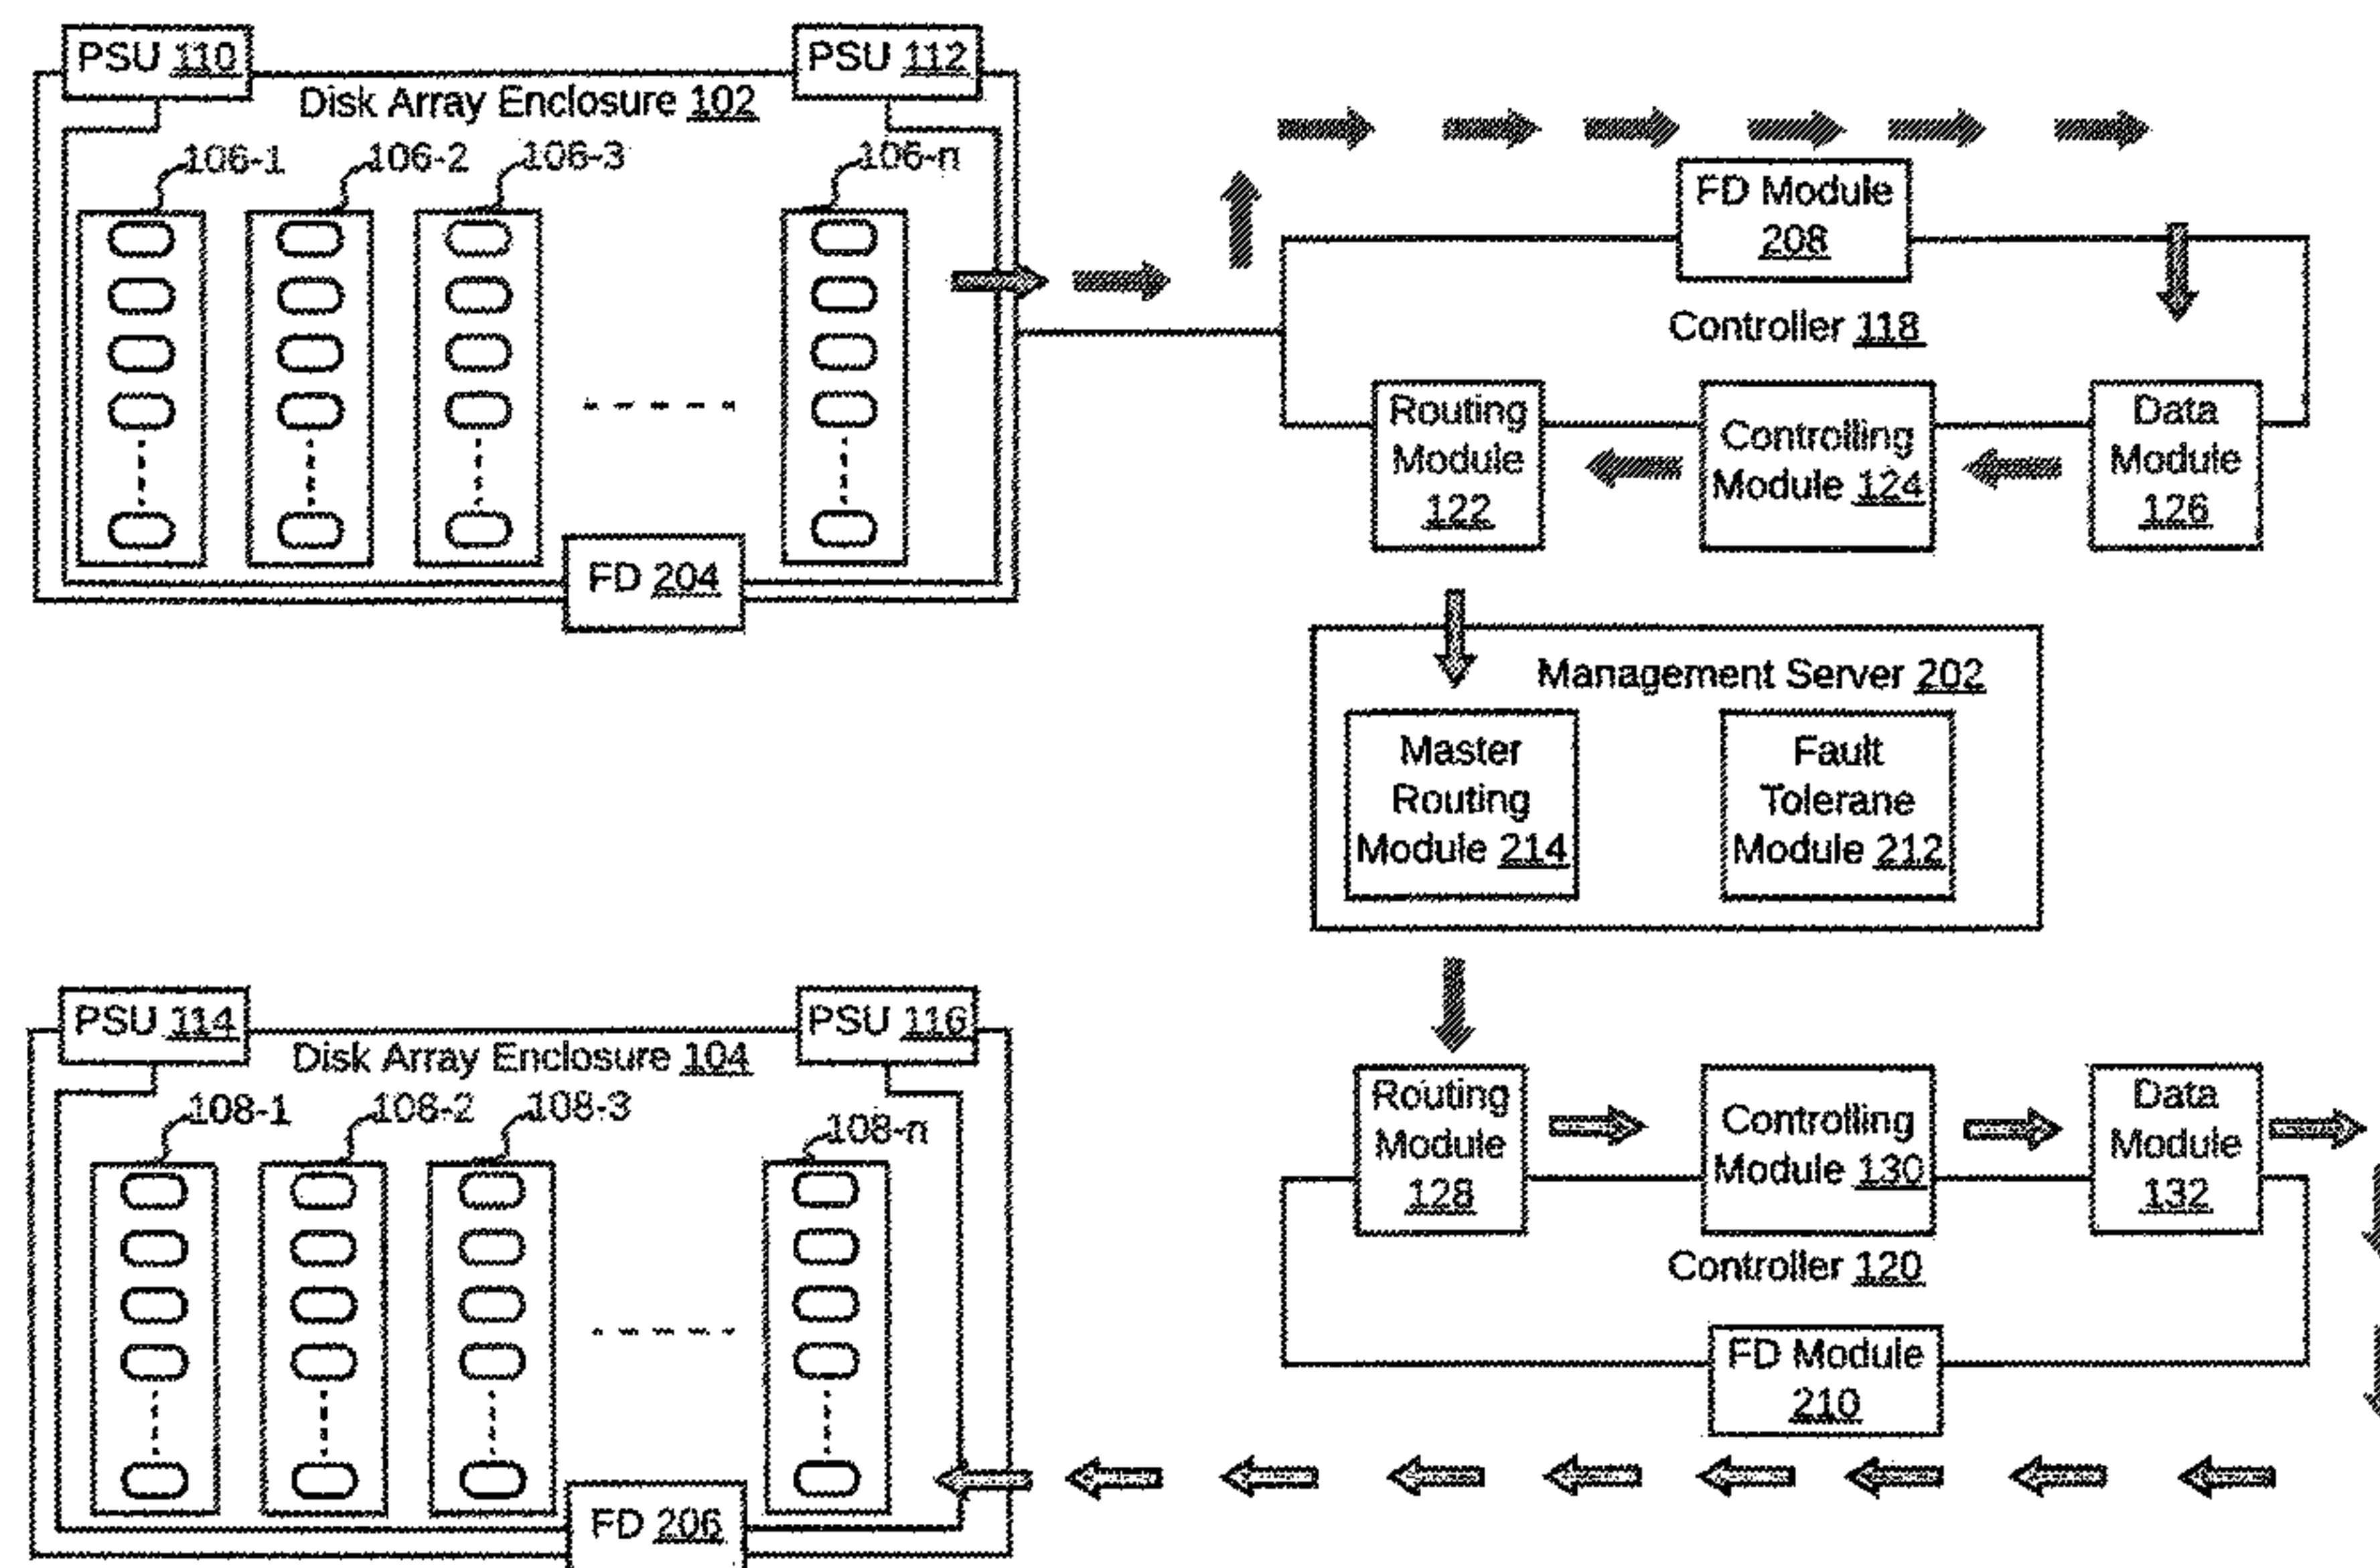 PSU 110
PSU 112
Disk Array Enclosure 102
106-1
106-2
106-3
106-n
FD 204
FD Module
208
Controller 118
Routing
Module
122
Controlling
Module 124
Data
Module
126
Management Server 202
Master
Routing
Module 214
Fault
Tolerane
Module 212
PSU 114
PSU 116
Disk Array Enclosure 104
108-1
108-2
108-3
108-n
FD 206
Routing
Module
128
Controlling
Module 130
Data
Module
132
Controller 120
FD Module
210